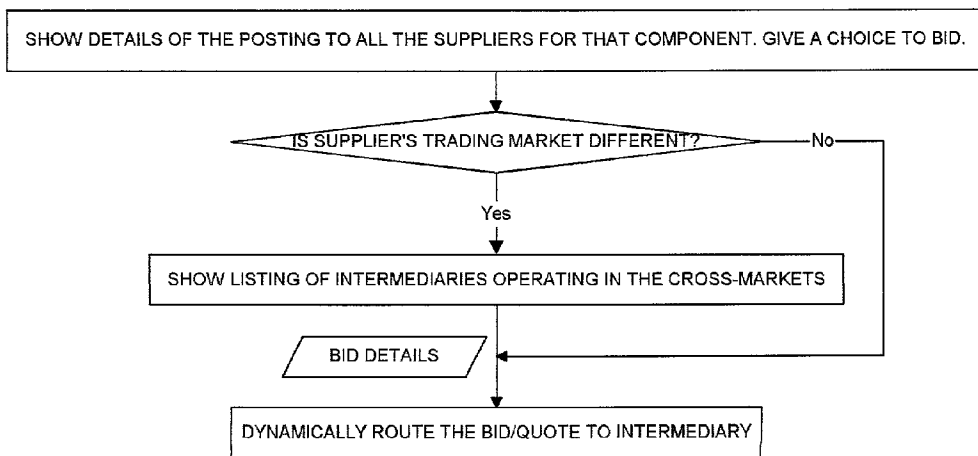 SHOW DETAILS OF THE POSTING TO ALL THE SUPPLIERS FOR THAT COMPONENT. GIVE A CHOICE TO BID.
IS SUPPLIER'S TRADING MARKET DIFFERENT?
No
Yes
SHOW LISTING OF INTERMEDIARIES OPERATING IN THE CROSS-MARKETS
BID DETAILS
DYNAMICALLY ROUTE THE BID/QUOTE TO INTERMEDIARY